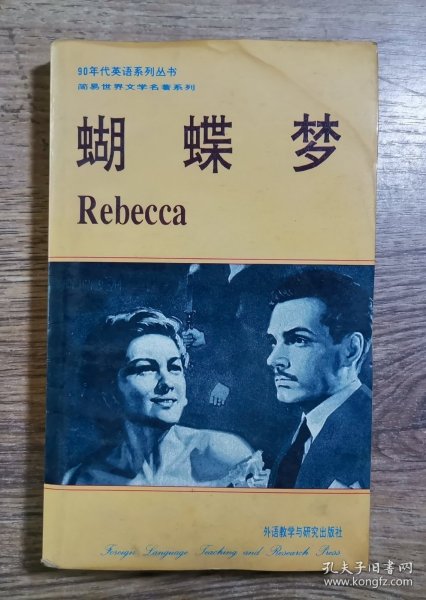 90年代英语系列丛书
简易世界文学名著系列
蝴蝶梦
Rebecca
外语教学与研究出版社
Foreign Language Teaching and Research Press
孔夫子旧书网
www.kongfz.com